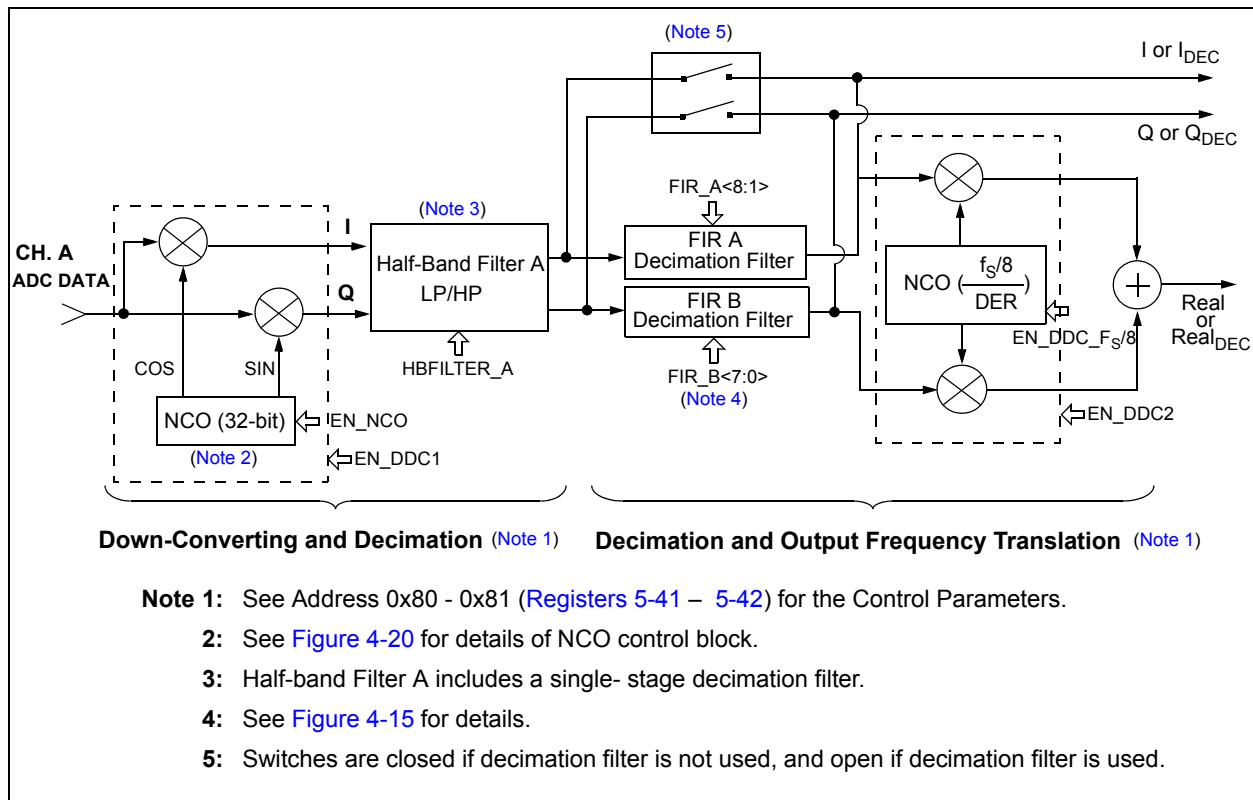 (Note 5)
I or I_DEC
Q or Q_DEC
FIR_A<8:1>
(Note 3)
I
FIR A
Decimation Filter
CH. A
ADC DATA
Half-Band Filter A
LP/HP
NCO (f_S/8 / DER)
Q
FIR B
Decimation Filter
Real
or
Real_DEC
EN_DDC_F_S/8
COS
SIN
HBFILTER_A
FIR_B<7:0>
(Note 4)
NCO (32-bit)
EN_NCO
EN_DDC2
(Note 2)
EN_DDC1
Down-Converting and Decimation (Note 1)
Decimation and Output Frequency Translation (Note 1)
Note 1: See Address 0x80 - 0x81 (Registers 5-41 – 5-42) for the Control Parameters.
2: See Figure 4-20 for details of NCO control block.
3: Half-band Filter A includes a single- stage decimation filter.
4: See Figure 4-15 for details.
5: Switches are closed if decimation filter is not used, and open if decimation filter is used.